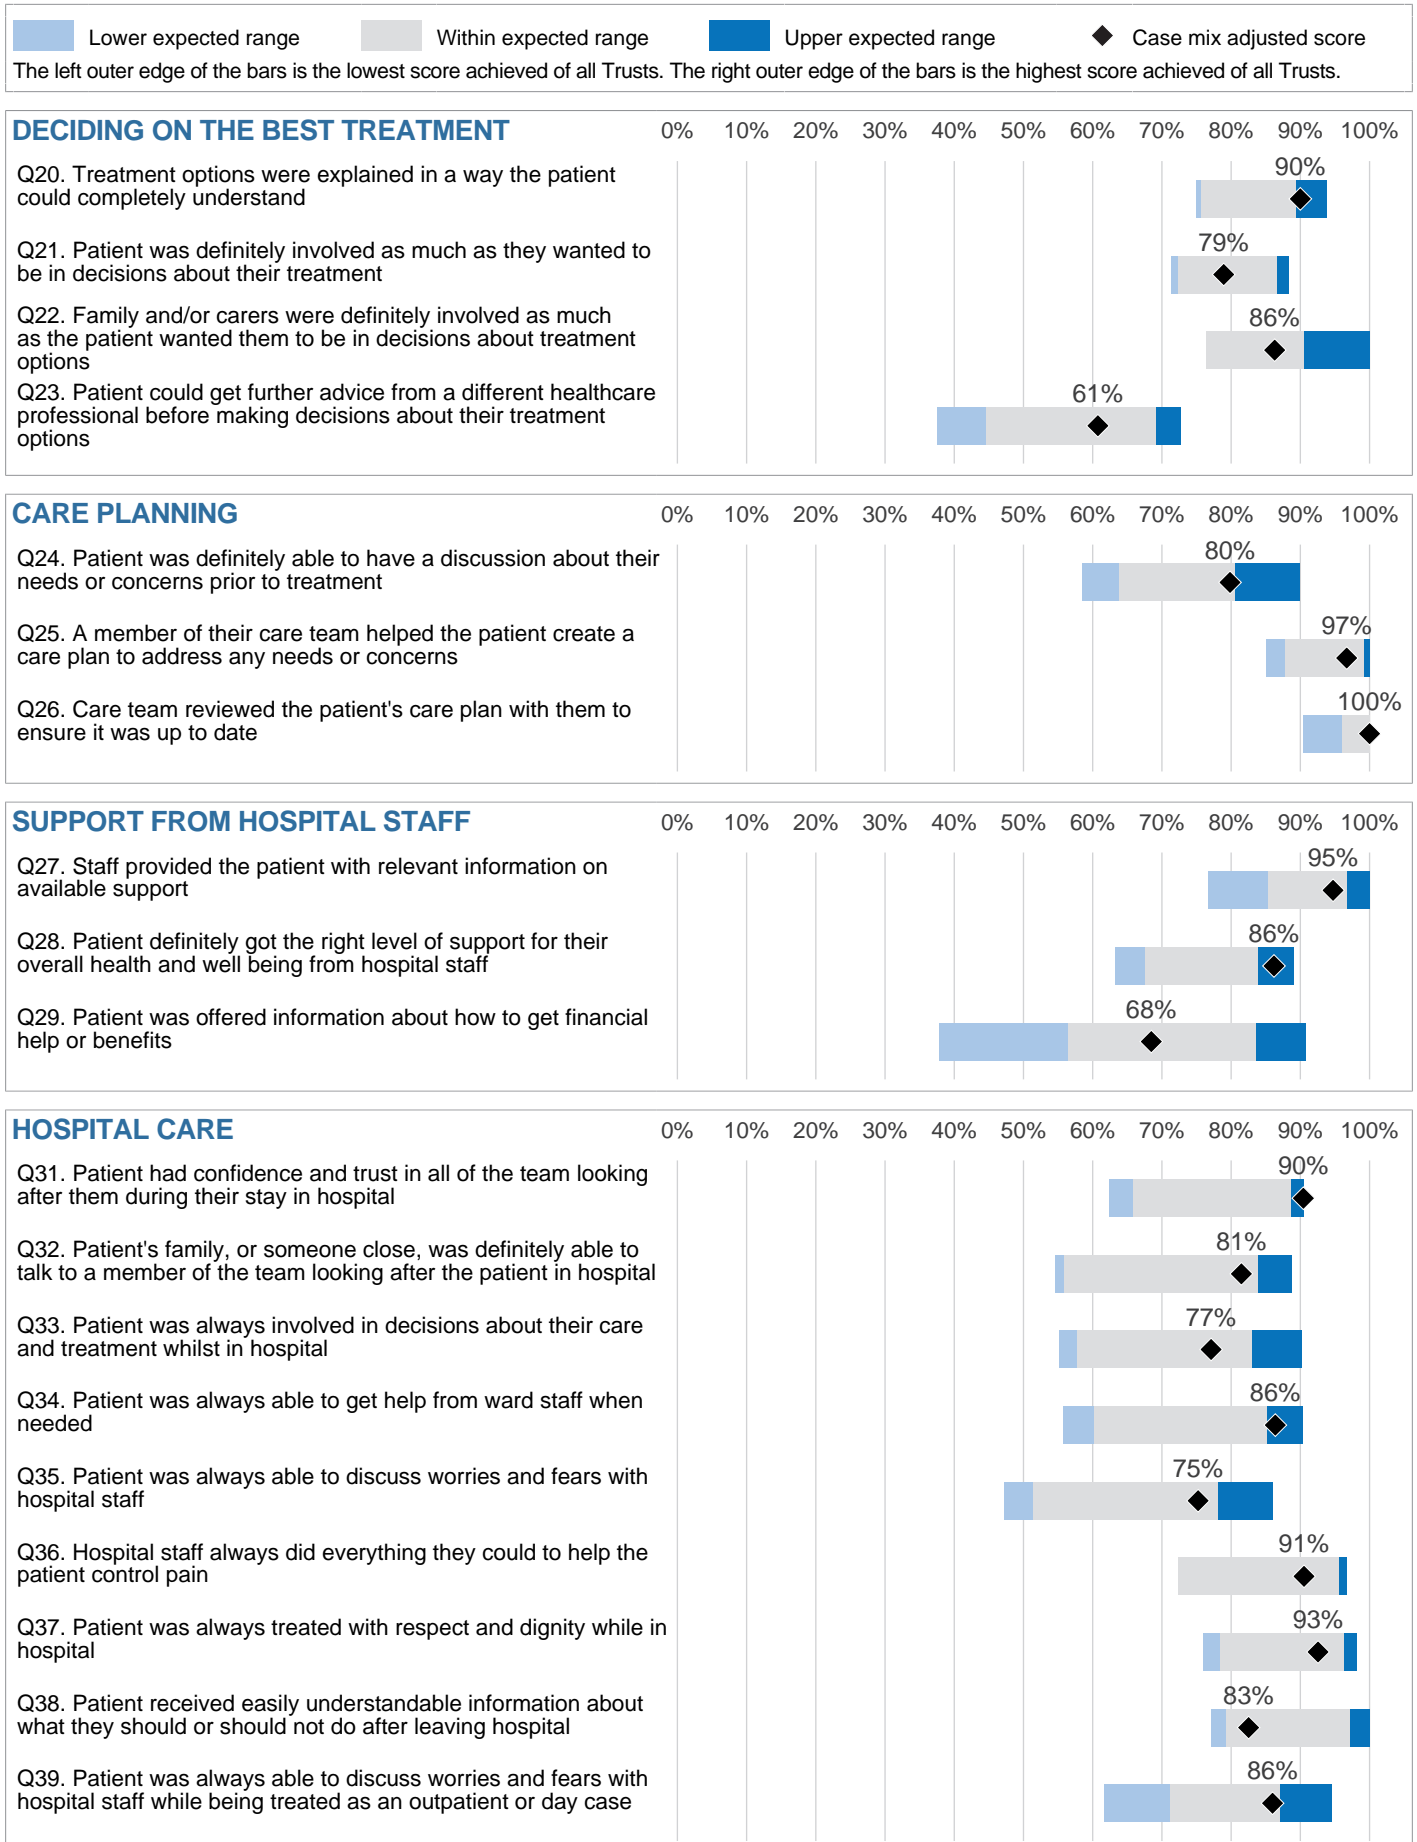 Lower expected range Within expected range Upper expected range Case mix adjusted score
The left outer edge of the bars is the lowest score achieved of all Trusts. The right outer edge of the bars is the highest score achieved of all Trusts.
DECIDING ON THE BEST TREATMENT 0% 10% 20% 30% 40% 50% 60% 70% 80% 90% 100%
Q20. Treatment options were explained in a way the patient
could completely understand
90%
Q21. Patient was definitely involved as much as they wanted to
be in decisions about their treatment
79%
Q22. Family and/or carers were definitely involved as much
as the patient wanted them to be in decisions about treatment
options
86%
Q23. Patient could get further advice from a different healthcare
professional before making decisions about their treatment
options
61%
CARE PLANNING 0% 10% 20% 30% 40% 50% 60% 70% 80% 90% 100%
Q24. Patient was definitely able to have a discussion about their
needs or concerns prior to treatment
80%
Q25. A member of their care team helped the patient create a
care plan to address any needs or concerns
97%
Q26. Care team reviewed the patient's care plan with them to
ensure it was up to date
100%
SUPPORT FROM HOSPITAL STAFF 0% 10% 20% 30% 40% 50% 60% 70% 80% 90% 100%
Q27. Staff provided the patient with relevant information on
available support
95%
Q28. Patient definitely got the right level of support for their
overall health and well being from hospital staff
86%
Q29. Patient was offered information about how to get financial
help or benefits
68%
HOSPITAL CARE 0% 10% 20% 30% 40% 50% 60% 70% 80% 90% 100%
Q31. Patient had confidence and trust in all of the team looking
after them during their stay in hospital
90%
Q32. Patient's family, or someone close, was definitely able to
talk to a member of the team looking after the patient in hospital
81%
Q33. Patient was always involved in decisions about their care
and treatment whilst in hospital
77%
Q34. Patient was always able to get help from ward staff when
needed
86%
Q35. Patient was always able to discuss worries and fears with
hospital staff
75%
Q36. Hospital staff always did everything they could to help the
patient control pain
91%
Q37. Patient was always treated with respect and dignity while in
hospital
93%
Q38. Patient received easily understandable information about
what they should or should not do after leaving hospital
83%
Q39. Patient was always able to discuss worries and fears with
hospital staff while being treated as an outpatient or day case
86%